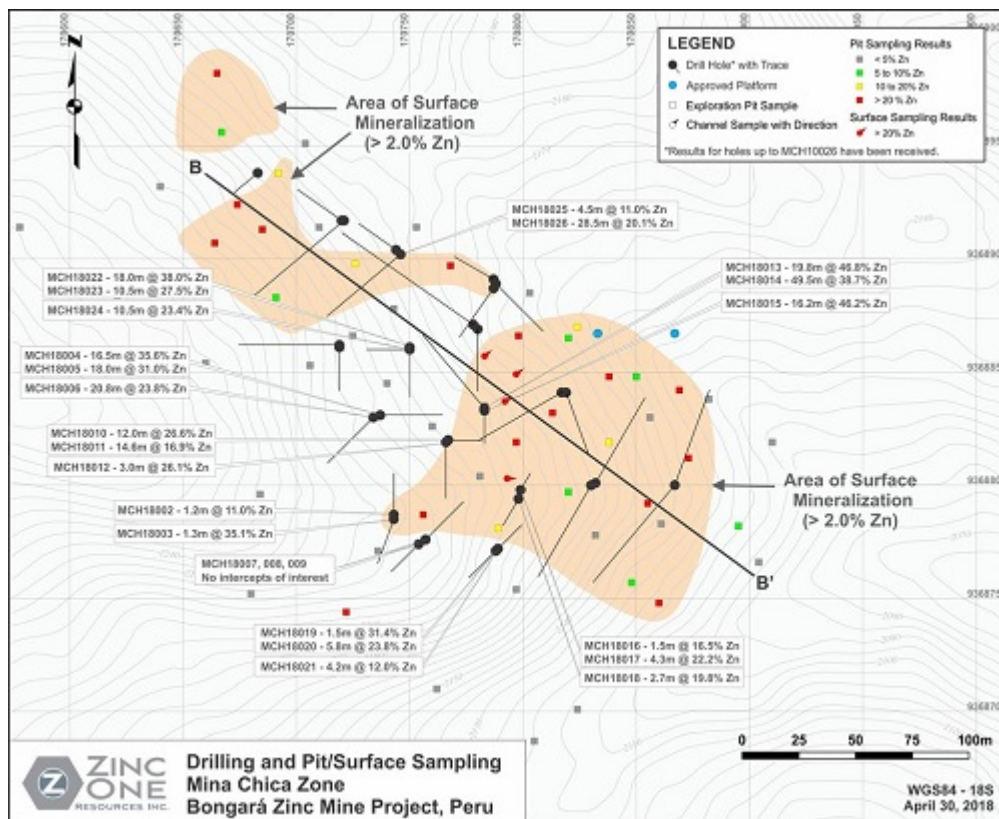 178600
178650
178700
178750
178800
178850
Z
LEGEND
Drill Hole* with Trace
Approved Platform
Exploration Pit Sample
Channel Sample with Direction
Pit Sampling Results
< 5% Zn
5 to 10% Zn
10 to 20% Zn
> 20 % Zn
Surface Sampling Results
> 20% Zn
*Results for holes up to MCH10026 have been received.
Area of Surface
Mineralization
(> 2.0% Zn)
B
MCH18025 - 4.5m @ 11.0% Zn
MCH18026 - 28.5m @ 20.1% Zn
MCH18022 - 18.0m @ 38.0% Zn
MCH18023 - 10.5m @ 27.5% Zn
MCH18024 - 10.5m @ 23.4% Zn
MCH18013 - 19.8m @ 46.8% Zn
MCH18014 - 49.5m @ 38.7% Zn
MCH18015 - 16.2m @ 46.2% Zn
MCH18004 - 16.5m @ 35.6% Zn
MCH18005 - 18.0m @ 31.0% Zn
MCH18006 - 20.8m @ 23.8% Zn
MCH18010 - 12.0m @ 26.6% Zn
MCH18011 - 14.6m @ 16.9% Zn
MCH18012 - 3.0m @ 26.1% Zn
Area of Surface
Mineralization
(> 2.0% Zn)
MCH18002 - 1.2m @ 11.0% Zn
MCH18003 - 1.3m @ 35.1% Zn
MCH18007, 008, 009
No intercepts of interest
B'
MCH18019 - 1.5m @ 31.4% Zn
MCH18020 - 5.8m @ 23.8% Zn
MCH18021 - 4.2m @ 12.0% Zn
MCH18016 - 1.5m @ 16.5% Zn
MCH18017 - 4.3m @ 22.2% Zn
MCH18018 - 2.7m @ 19.8% Zn
0 25 50 75 100m
ZINC
ONE
RESOURCES INC.
Drilling and Pit/Surface Sampling
Mina Chica Zone
Bongará Zinc Mine Project, Peru
WGS84 - 18S
April 30, 2018